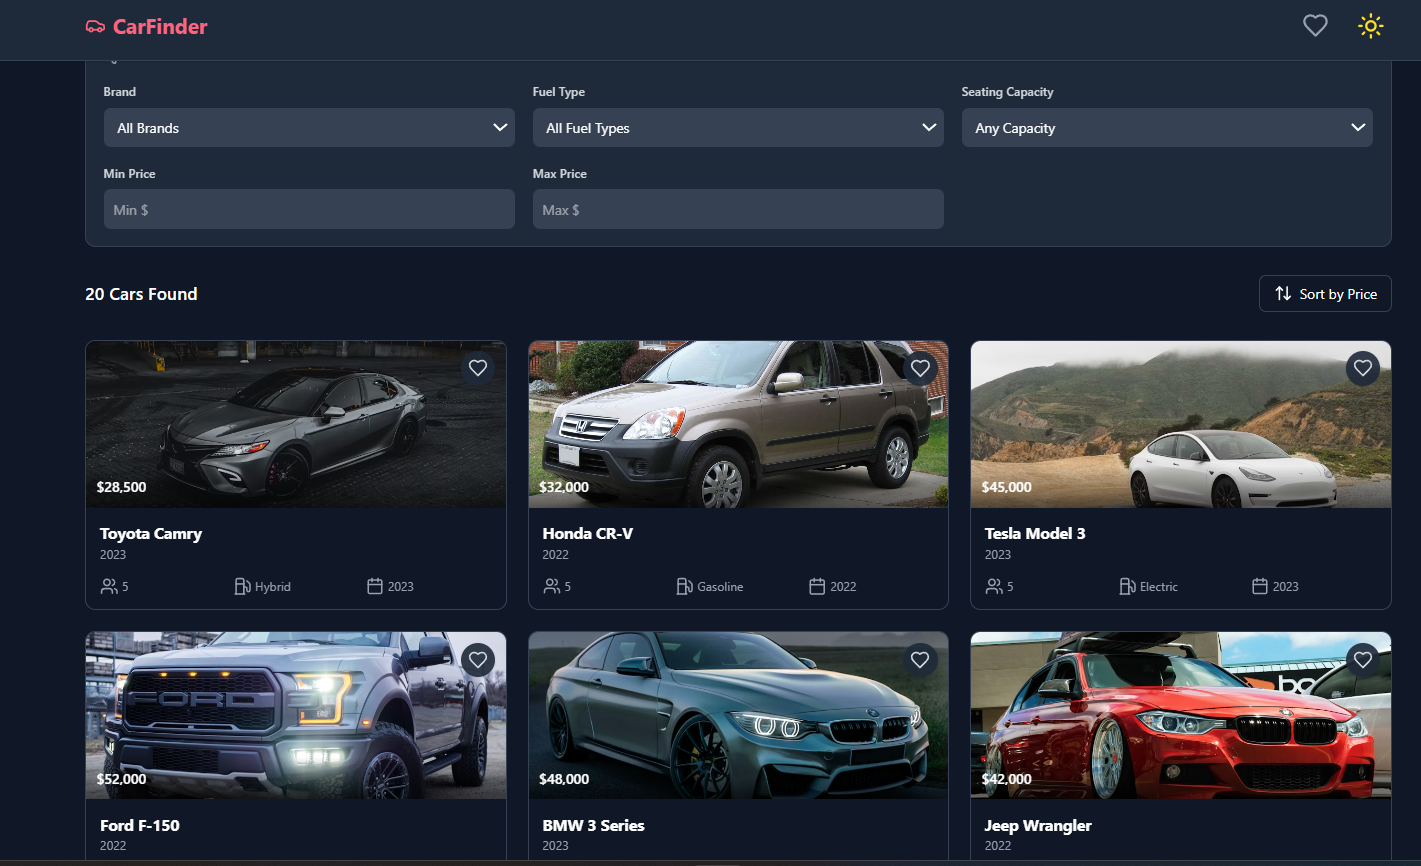 CarFinder
Brand
Fuel Type
Seating Capacity
All Brands
All Fuel Types
Any Capacity
Min Price
Max Price
Min $
Max $
20 Cars Found
Sort by Price
$28,500
$32,000
$45,000
Toyota Camry
Honda CR-V
Tesla Model 3
2023
2022
2023
5
Hybrid
2023
5
Gasoline
2022
5
Electric
2023
FORD
bo
$52,000
$48,000
$42,000
Ford F-150
BMW 3 Series
Jeep Wrangler
2022
2023
2022